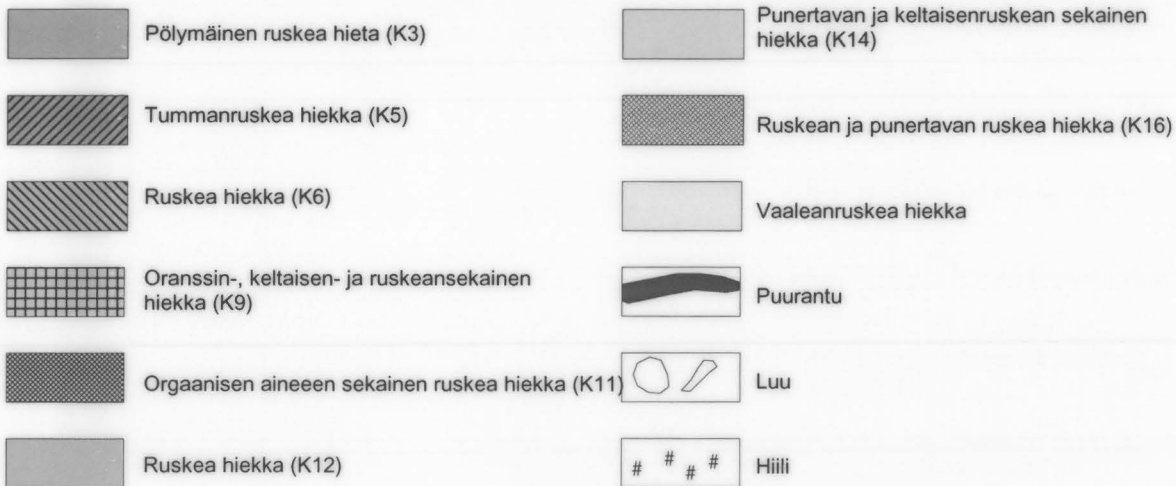 Pölymäinen ruskea hieta (K3)
Tummanruskea hiekka (K5)
Ruskea hiekka (K6)
Oranssin-, keltaisen- ja ruskeansekainen
hiekka (K9)
Orgaanisen aineeen sekainen ruskea hiekka (K11)
Ruskea hiekka (K12)
Punertavan ja keltaisenruskean sekainen
hiekka (K14)
Ruskean ja punertavan ruskea hiekka (K16)
Vaaleanruskea hiekka
Puurantu
Luu
# # # #
Hiili